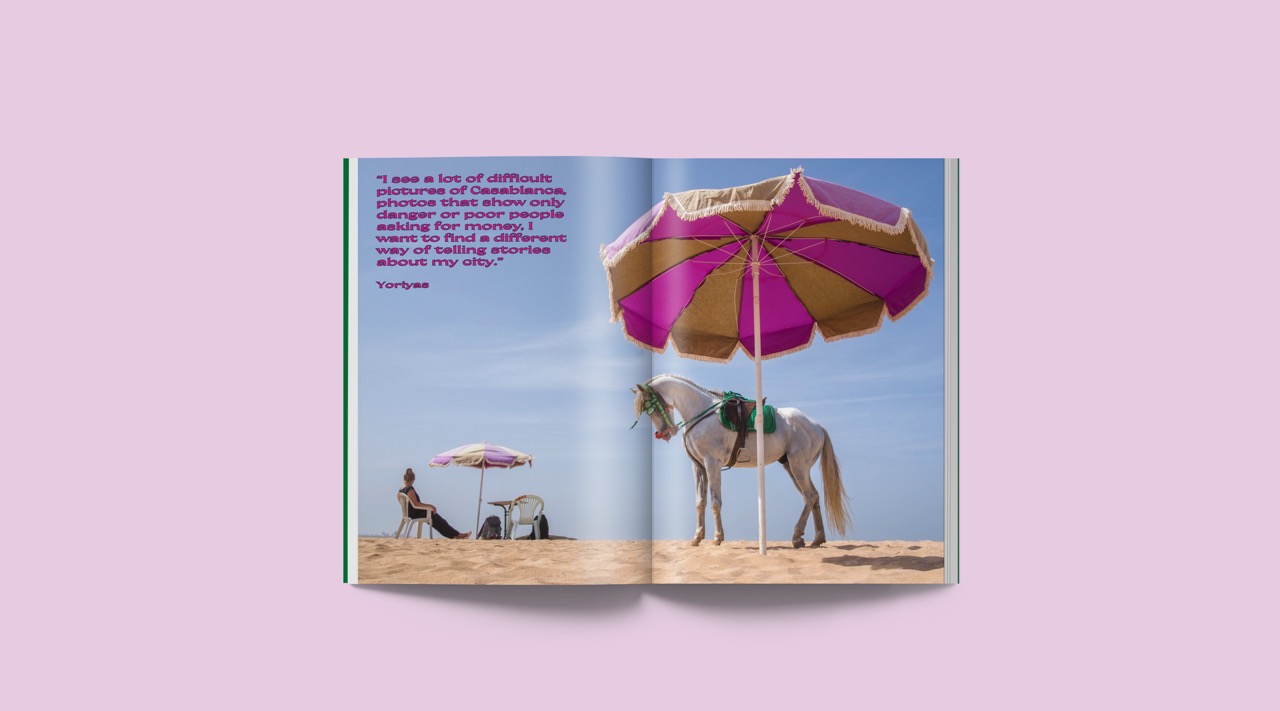 “I see a lot of difficult
pictures of Casablanca,
photos that show only
danger or poor people
asking for money, I
want to find a different
way of telling stories
about my city.”
Yoriyas